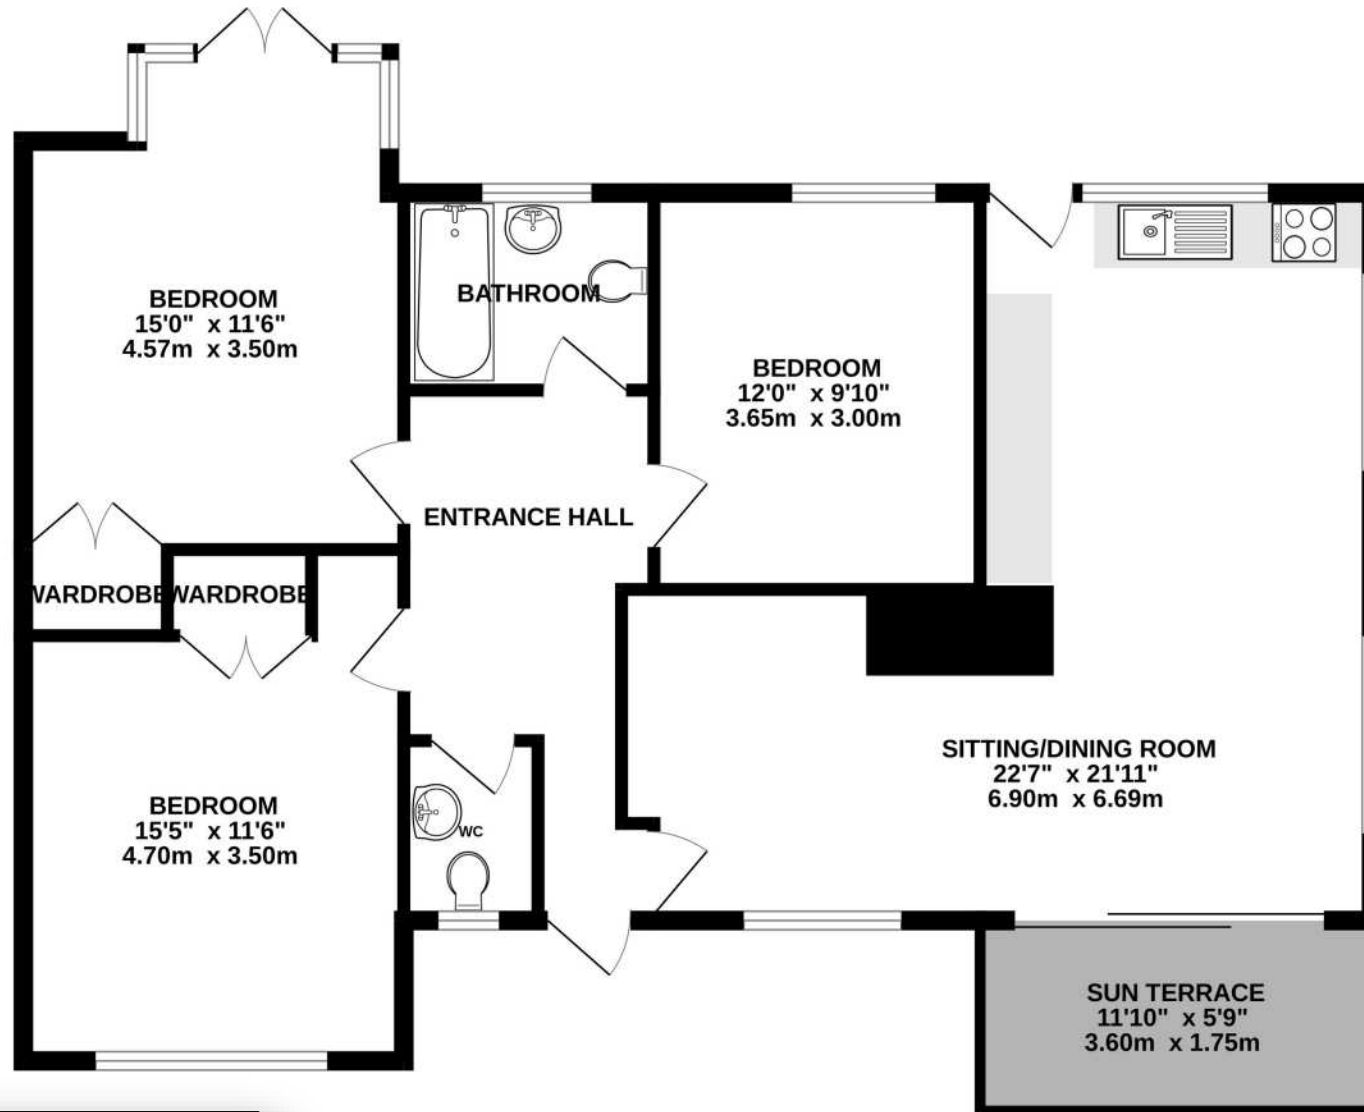 BEDROOM
15'0" x 11'6"
4.57m x 3.50m
BATHROOM
BEDROOM
12'0" x 9'10"
3.65m x 3.00m
ENTRANCE HALL
WARDROBE
WARDROBE
SITTING/DINING ROOM
22'7" x 21'11"
6.90m x 6.69m
BEDROOM
15'5" x 11'6"
4.70m x 3.50m
WC
SUN TERRACE
11'10" x 5'9"
3.60m x 1.75m